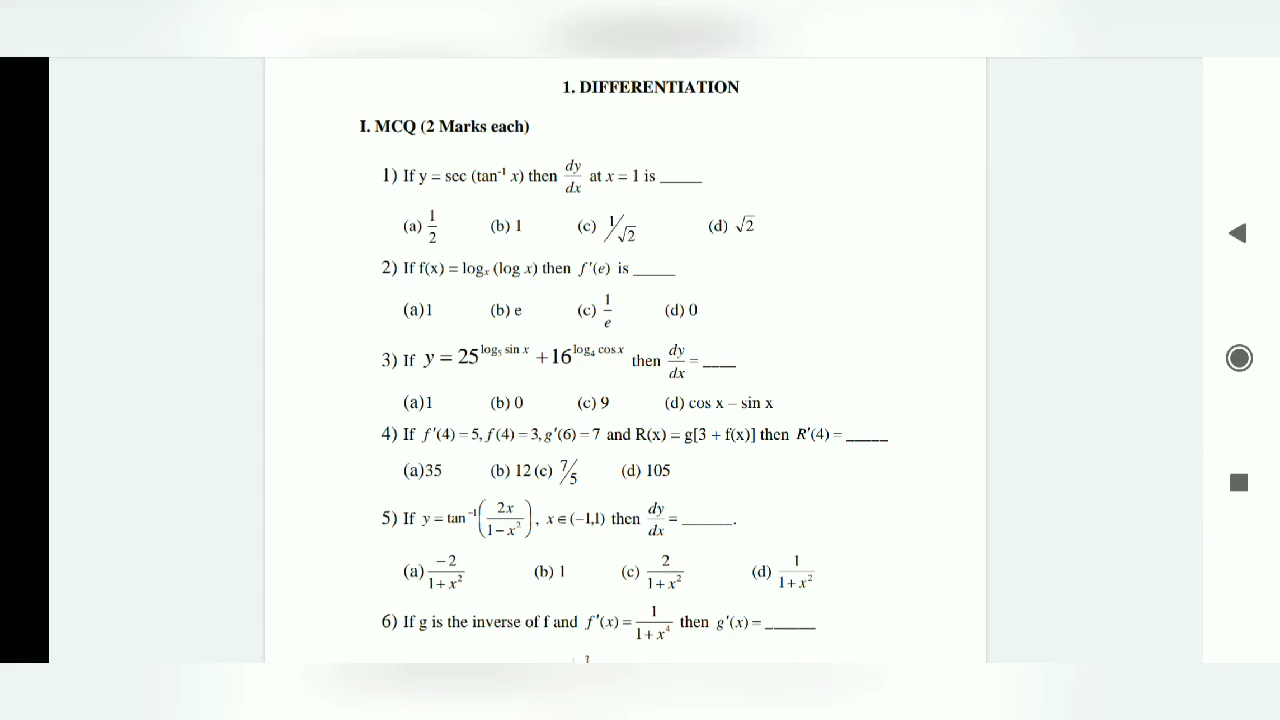 1. DIFFERENTIATION
I. MCQ (2 Marks each)
1) If y = sec (tan⁻¹ x) then dy/dx at x = 1 is _____
(a) 1/2 (b) 1 (c) 1/√2 (d) √2
2) If f(x) = logₓ (log x) then f'(e) is _____
(a)1 (b) e (c) 1/e (d) 0
3) If y = 25^(log₅ sin x) + 16^(log₄ cos x) then dy/dx = ____
(a)1 (b) 0 (c) 9 (d) cos x – sin x
4) If f'(4) = 5, f(4) = 3, g'(6) = 7 and R(x) = g[3 + f(x)] then R'(4) = _____
(a)35 (b) 12 (c) 7/5 (d) 105
5) If y = tan⁻¹(2x/(1−x²)), x ∈ (−1,1) then dy/dx = ______.
(a) −2/(1+x²) (b) 1 (c) 2/(1+x²) (d) 1/(1+x²)
6) If g is the inverse of f and f'(x) = 1/(1+x⁴) then g'(x) = ______